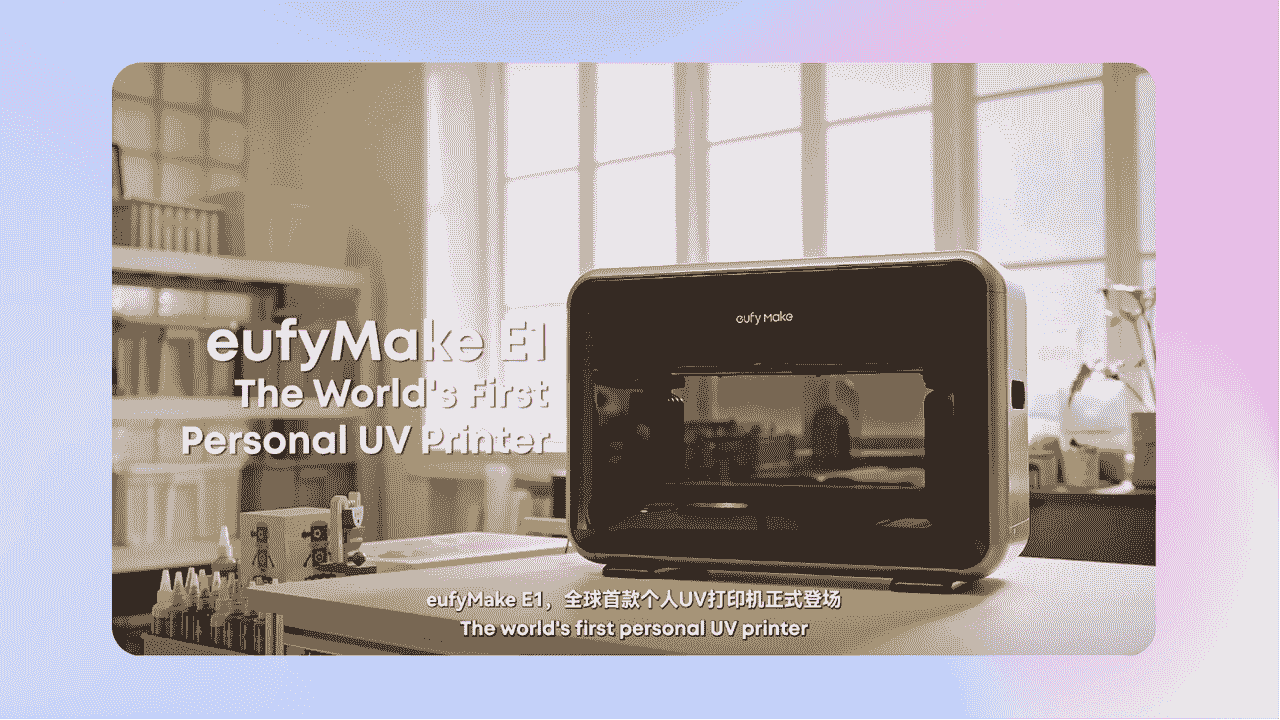 eufyMake E1
The World's First
Personal UV Printer
eufy Make
eufyMake E1，全球首款个人UV打印机正式登场
The world's first personal UV printer